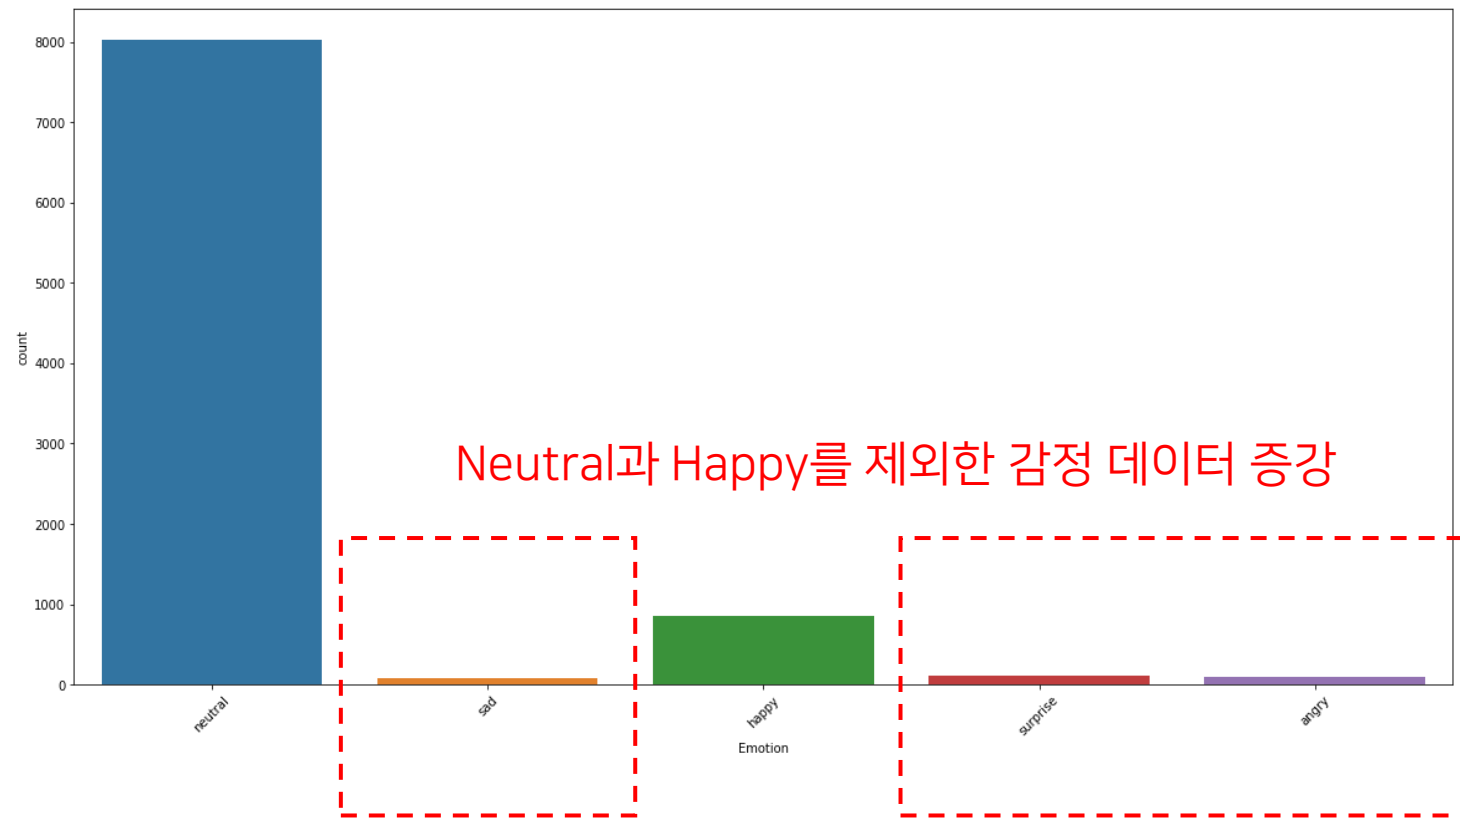 8000
7000
6000
5000
4000
3000
2000
1000
0
count
Neutral과 Happy를 제외한 감정 데이터 증강
neutral
sad
happy
surprise
angry
Emotion